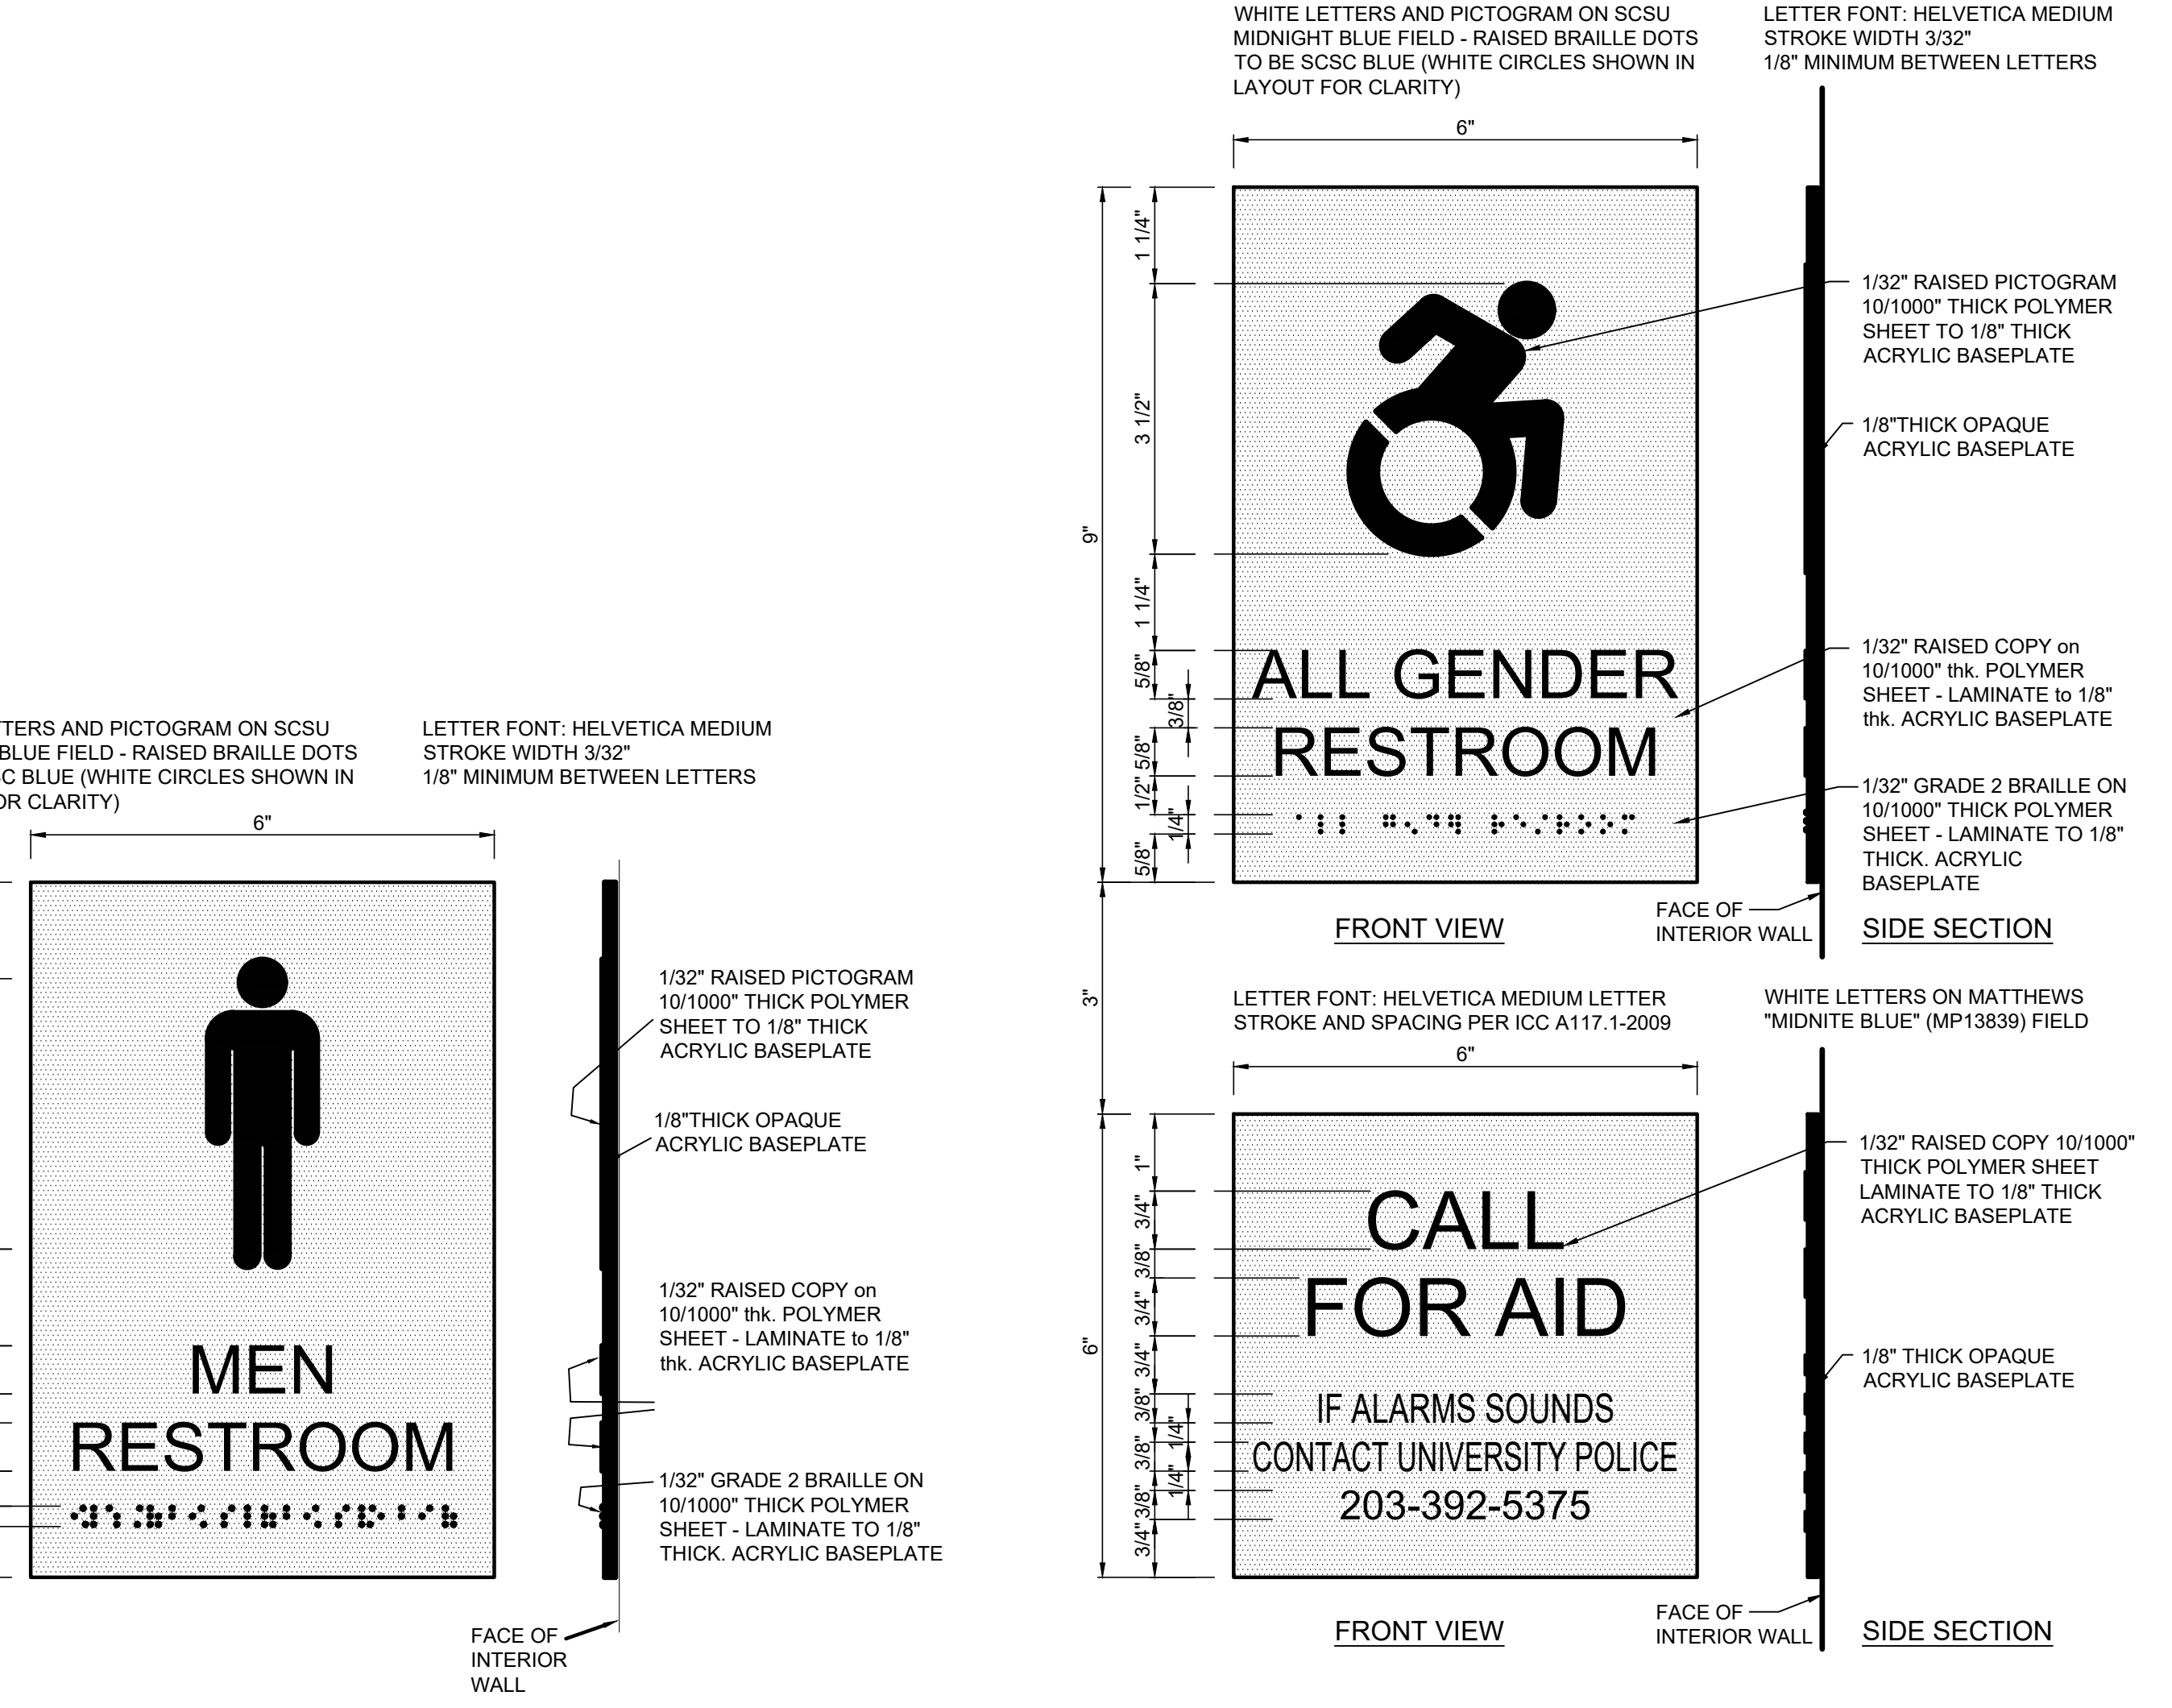 WHITE LETTERS AND PICTOGRAM ON SCSU
MIDNIGHT BLUE FIELD - RAISED BRAILLE DOTS
TO BE SCSC BLUE (WHITE CIRCLES SHOWN IN
LAYOUT FOR CLARITY)
LETTER FONT: HELVETICA MEDIUM
STROKE WIDTH 3/32"
1/8" MINIMUM BETWEEN LETTERS
6"
9"
1 1/4"
3 1/2"
1 1/4"
5/8"
3/8"
5/8"
1/2"
1/4"
5/8"
ALL GENDER
RESTROOM
1/32" RAISED PICTOGRAM
10/1000" THICK POLYMER
SHEET TO 1/8" THICK
ACRYLIC BASEPLATE
1/8"THICK OPAQUE
ACRYLIC BASEPLATE
1/32" RAISED COPY on
10/1000" thk. POLYMER
SHEET - LAMINATE to 1/8"
thk. ACRYLIC BASEPLATE
1/32" GRADE 2 BRAILLE ON
10/1000" THICK POLYMER
SHEET - LAMINATE TO 1/8"
THICK. ACRYLIC
BASEPLATE
FACE OF
INTERIOR WALL
FRONT VIEW
SIDE SECTION
TTERS AND PICTOGRAM ON SCSU
BLUE FIELD - RAISED BRAILLE DOTS
SC BLUE (WHITE CIRCLES SHOWN IN
OR CLARITY)
LETTER FONT: HELVETICA MEDIUM
STROKE WIDTH 3/32"
1/8" MINIMUM BETWEEN LETTERS
6"
MEN
RESTROOM
1/32" RAISED PICTOGRAM
10/1000" THICK POLYMER
SHEET TO 1/8" THICK
ACRYLIC BASEPLATE
1/8"THICK OPAQUE
ACRYLIC BASEPLATE
1/32" RAISED COPY on
10/1000" thk. POLYMER
SHEET - LAMINATE to 1/8"
thk. ACRYLIC BASEPLATE
1/32" GRADE 2 BRAILLE ON
10/1000" THICK POLYMER
SHEET - LAMINATE TO 1/8"
THICK. ACRYLIC BASEPLATE
FACE OF
INTERIOR
WALL
3"
LETTER FONT: HELVETICA MEDIUM LETTER
STROKE AND SPACING PER ICC A117.1-2009
WHITE LETTERS ON MATTHEWS
"MIDNITE BLUE" (MP13839) FIELD
6"
6"
1"
3/4"
3/8"
3/4"
3/4"
3/8"
1/4"
3/8"
1/4"
3/8"
3/4"
CALL
FOR AID
IF ALARMS SOUNDS
CONTACT UNIVERSITY POLICE
203-392-5375
1/32" RAISED COPY 10/1000"
THICK POLYMER SHEET
LAMINATE TO 1/8" THICK
ACRYLIC BASEPLATE
1/8" THICK OPAQUE
ACRYLIC BASEPLATE
FACE OF
INTERIOR WALL
FRONT VIEW
SIDE SECTION